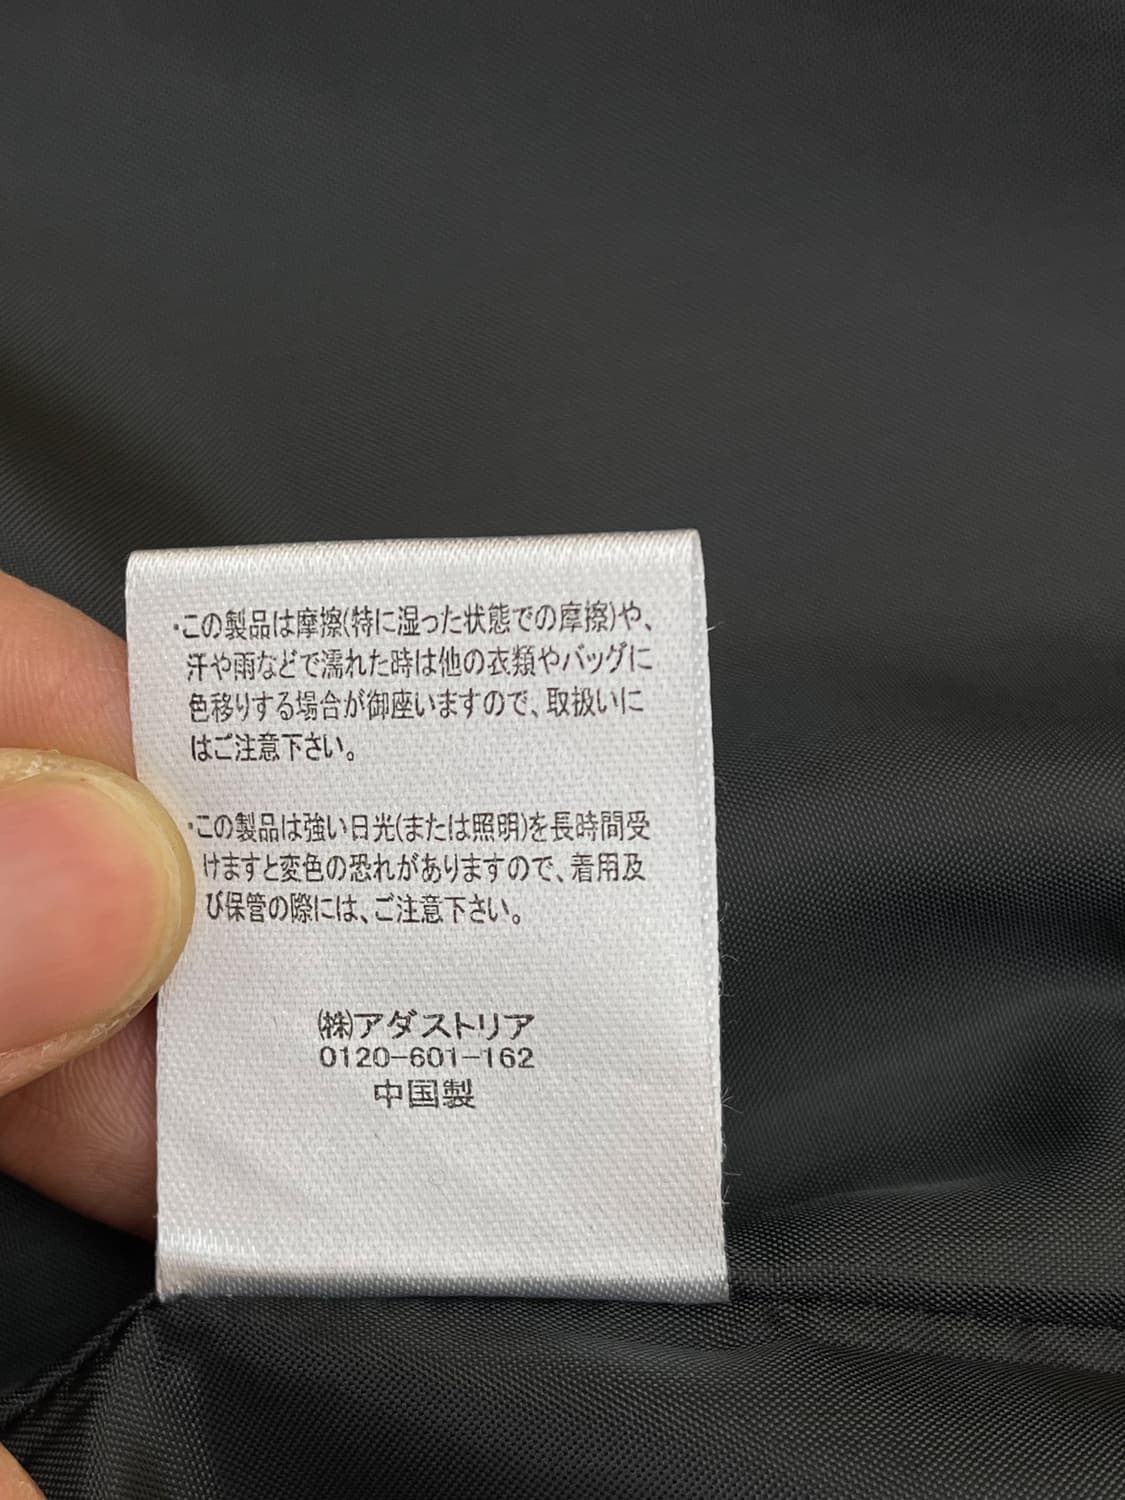 ・この製品は摩擦(特に湿った状態での摩擦)や、
汗や雨などで濡れた時は他の衣類やバッグに
色移りする場合が御座いますので、取扱いに
はご注意下さい。
・この製品は強い日光(または照明)を長時間受
けますと変色の恐れがありますので、着用及
び保管の際には、ご注意下さい。
㈱アダストリア
0120-601-162
中国製